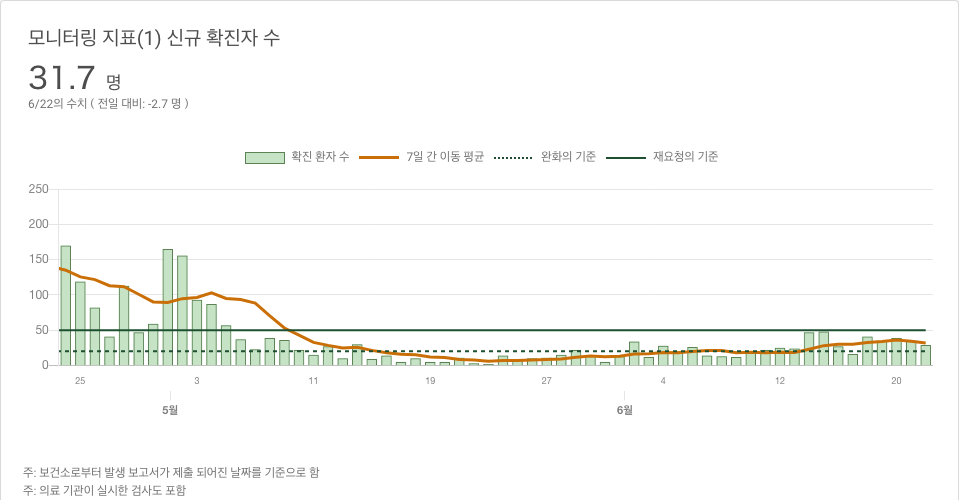 모니터링 지표(1) 신규 확진자 수
31.7 명
6/22의 수치 ( 전일 대비: -2.7 명 )
확진 환자 수 7일 간 이동 평균 완화의 기준 재요청의 기준
250
200
150
100
50
0
25 3 11 19 27 4 12 20
5월 6월
주: 보건소로부터 발생 보고서가 제출 되어진 날짜를 기준으로 함
주: 의료 기관이 실시한 검사도 포함